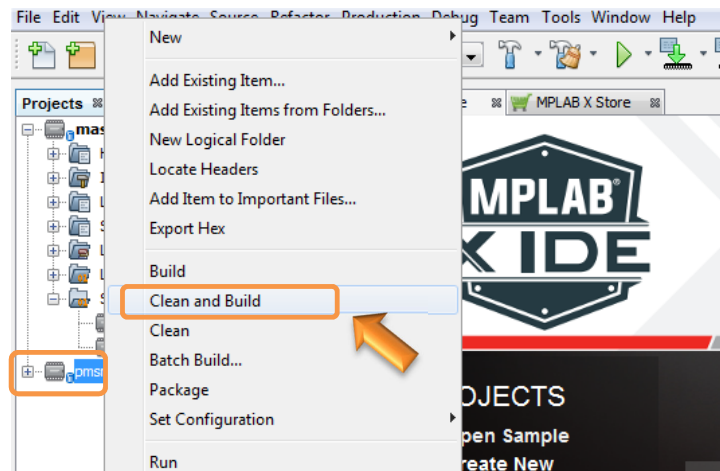 File Edit View Navigate Source Refactor Production Debug Team Tools Window Help
New
Add Existing Item...
Add Existing Items from Folders...
New Logical Folder
Locate Headers
Add Item to Important Files...
Export Hex
Build
Clean and Build
Clean
Batch Build...
Package
Set Configuration
Run
Projects
MPLAB X Store
MPLAB®
X IDE
OJECTS
pen Sample
reate New
mas
pmsm